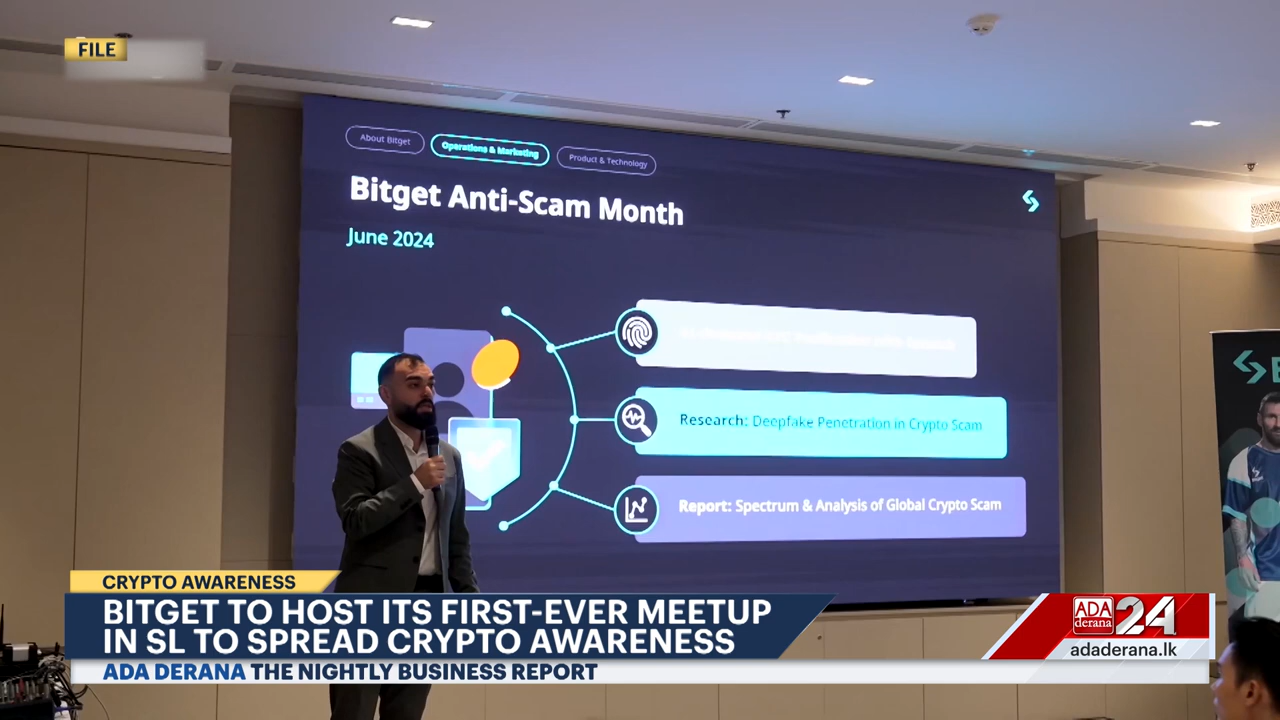 FILE
About Bitget
Operations & Marketing
Product & Technology
Bitget Anti-Scam Month
June 2024
Research: Deepfake Penetration in Crypto Scam
Report: Spectrum & Analysis of Global Crypto Scam
CRYPTO AWARENESS
BITGET TO HOST ITS FIRST-EVER MEETUP
IN SL TO SPREAD CRYPTO AWARENESS
ADA DERANA THE NIGHTLY BUSINESS REPORT
ADA
derana
24
adaderana.lk